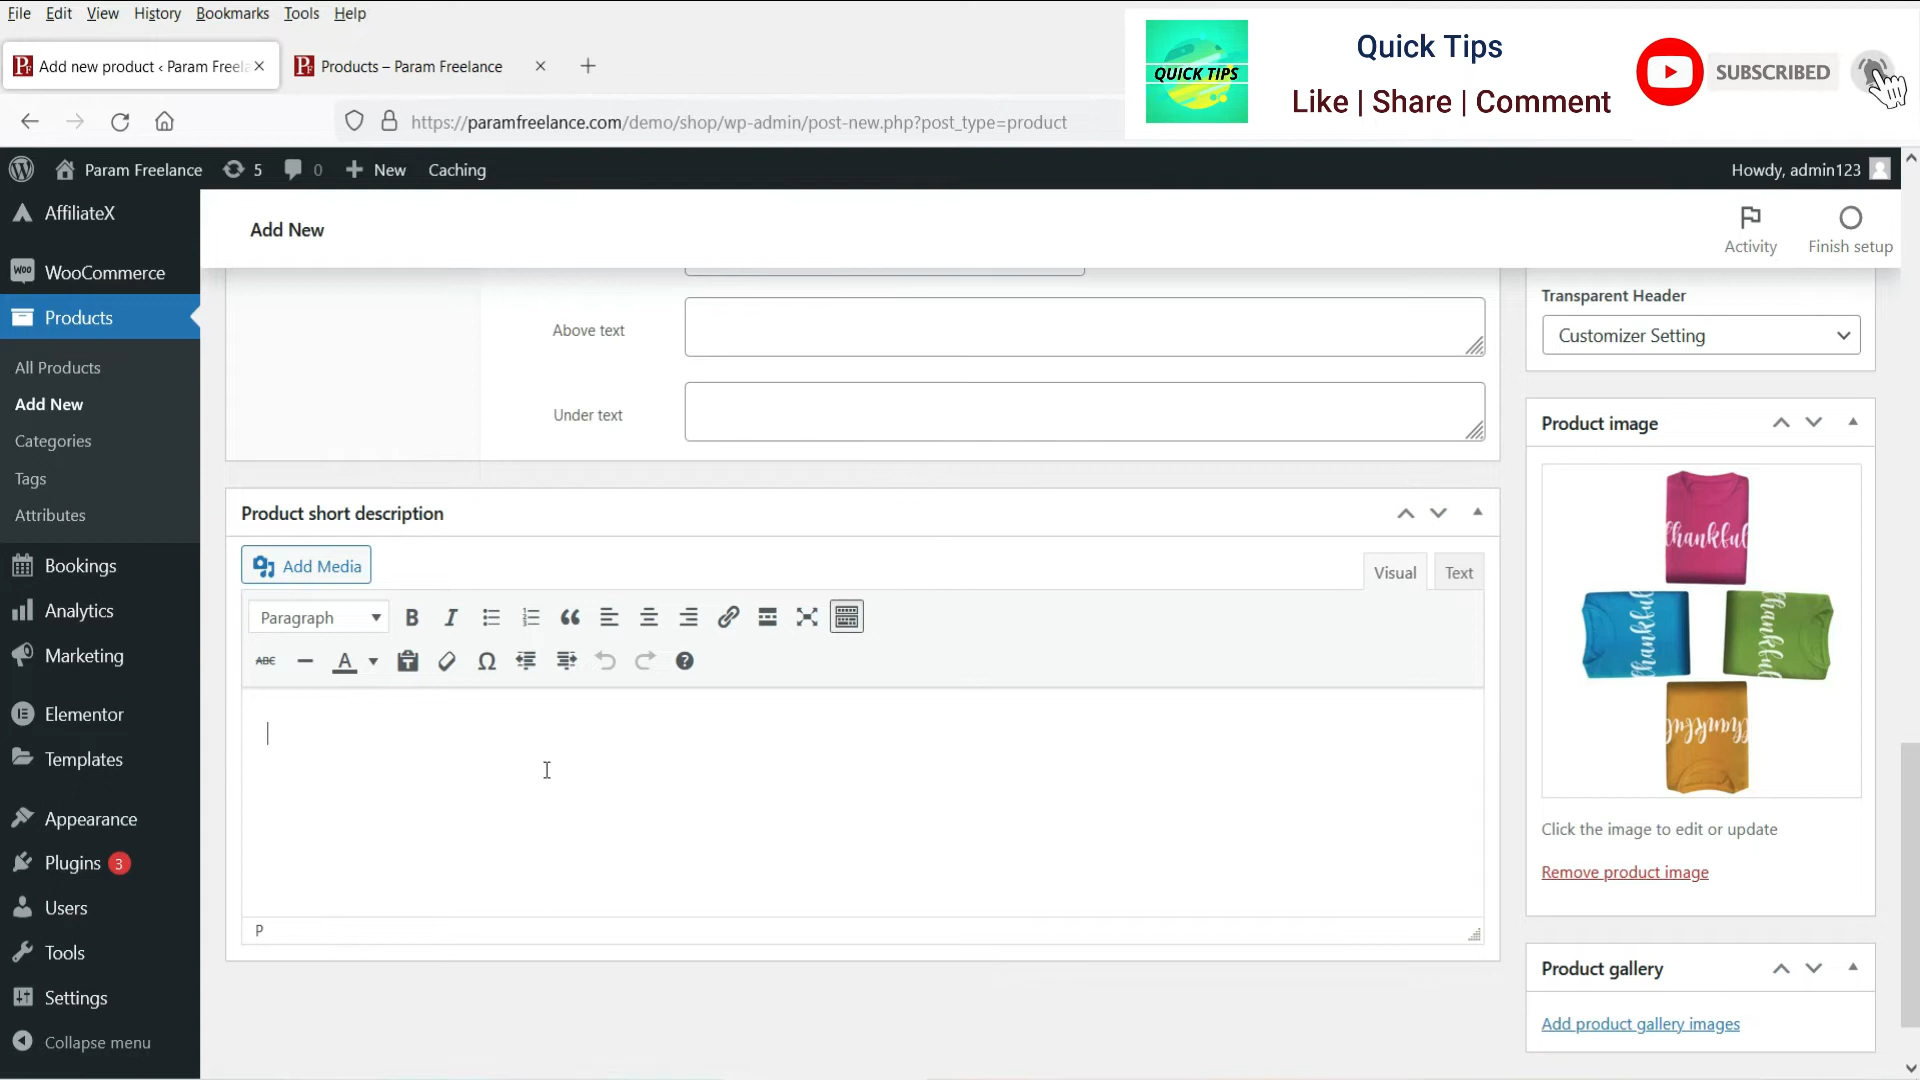 File Edit View History Bookmarks Tools Help
Add new product ‹ Param Freela
Products – Param Freelance
QUICK TIPS
Quick Tips
Like | Share | Comment
SUBSCRIBED
https://paramfreelance.com/demo/shop/wp-admin/post-new.php?post_type=product
Param Freelance 5 0 New Caching
Howdy, admin123
AffiliateX
WooCommerce
Products
All Products
Add New
Categories
Tags
Attributes
Bookings
Analytics
Marketing
Elementor
Templates
Appearance
Plugins 3
Users
Tools
Settings
Collapse menu
Add New
Activity
Finish setup
Above text
Under text
Product short description
Add Media
Visual Text
Paragraph
P
Transparent Header
Customizer Setting
Product image
thankful
thankful
thankful
thankful
Click the image to edit or update
Remove product image
Product gallery
Add product gallery images